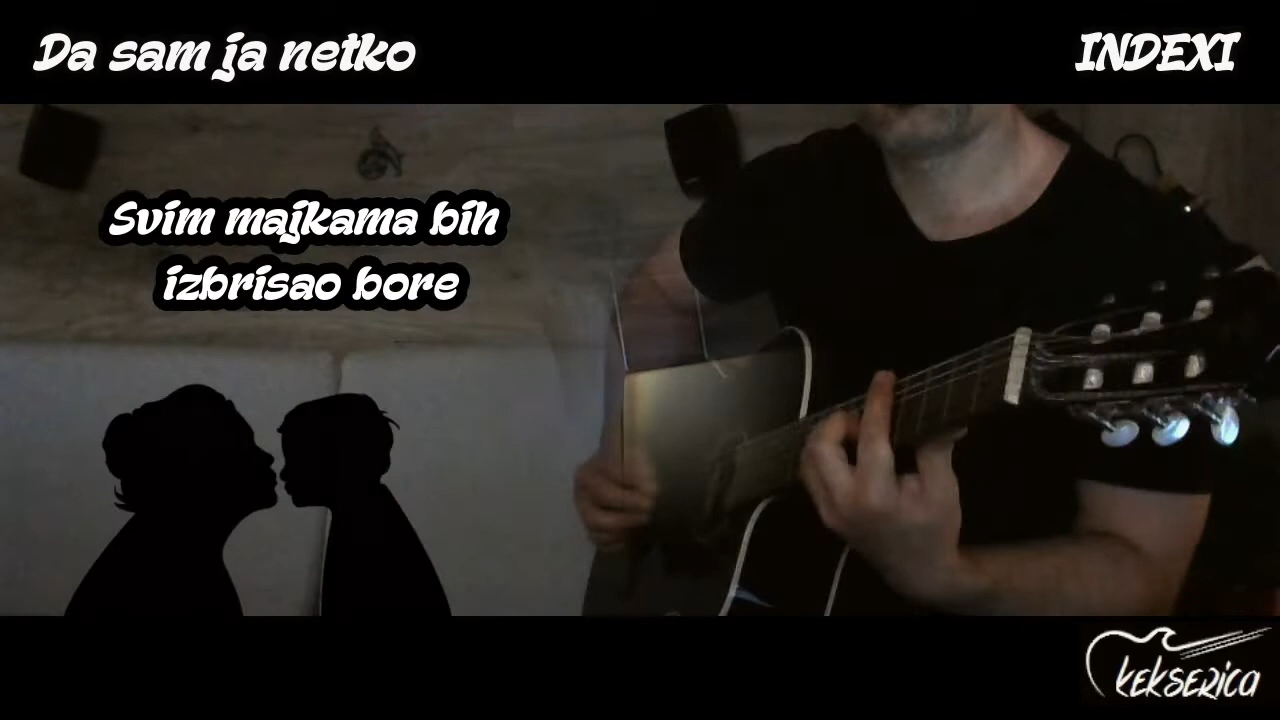 Da sam ja netko
INDEXI
Svim majkama bih
izbrisao bore
KEKSERICA